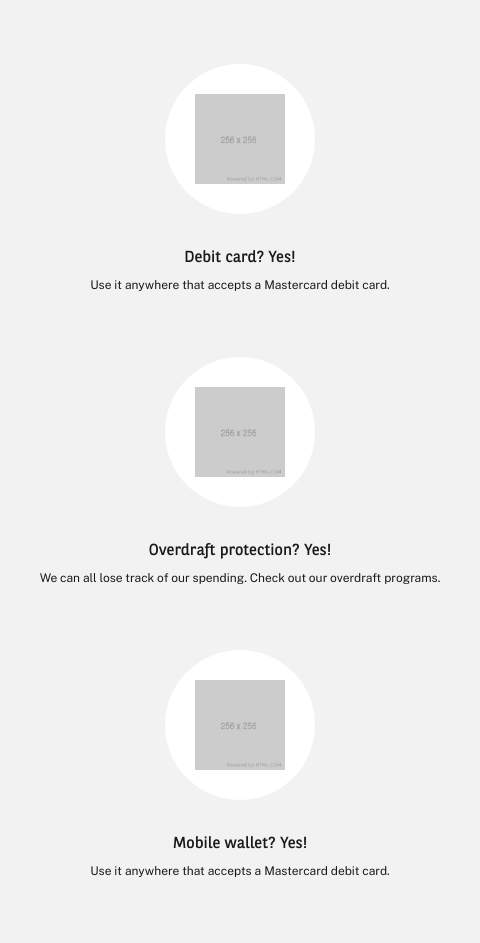 256 x 256
Powered by HTML.COM
Debit card? Yes!
Use it anywhere that accepts a Mastercard debit card.
256 x 256
Powered by HTML.COM
Overdraft protection? Yes!
We can all lose track of our spending. Check out our overdraft programs.
256 x 256
Powered by HTML.COM
Mobile wallet? Yes!
Use it anywhere that accepts a Mastercard debit card.